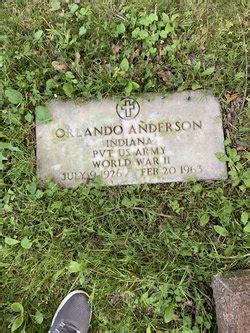 ORLANDO ANDERSON
INDIANA
PVT US ARMY
WORLD WAR II
JULY 9 1926 FEB 20 1963